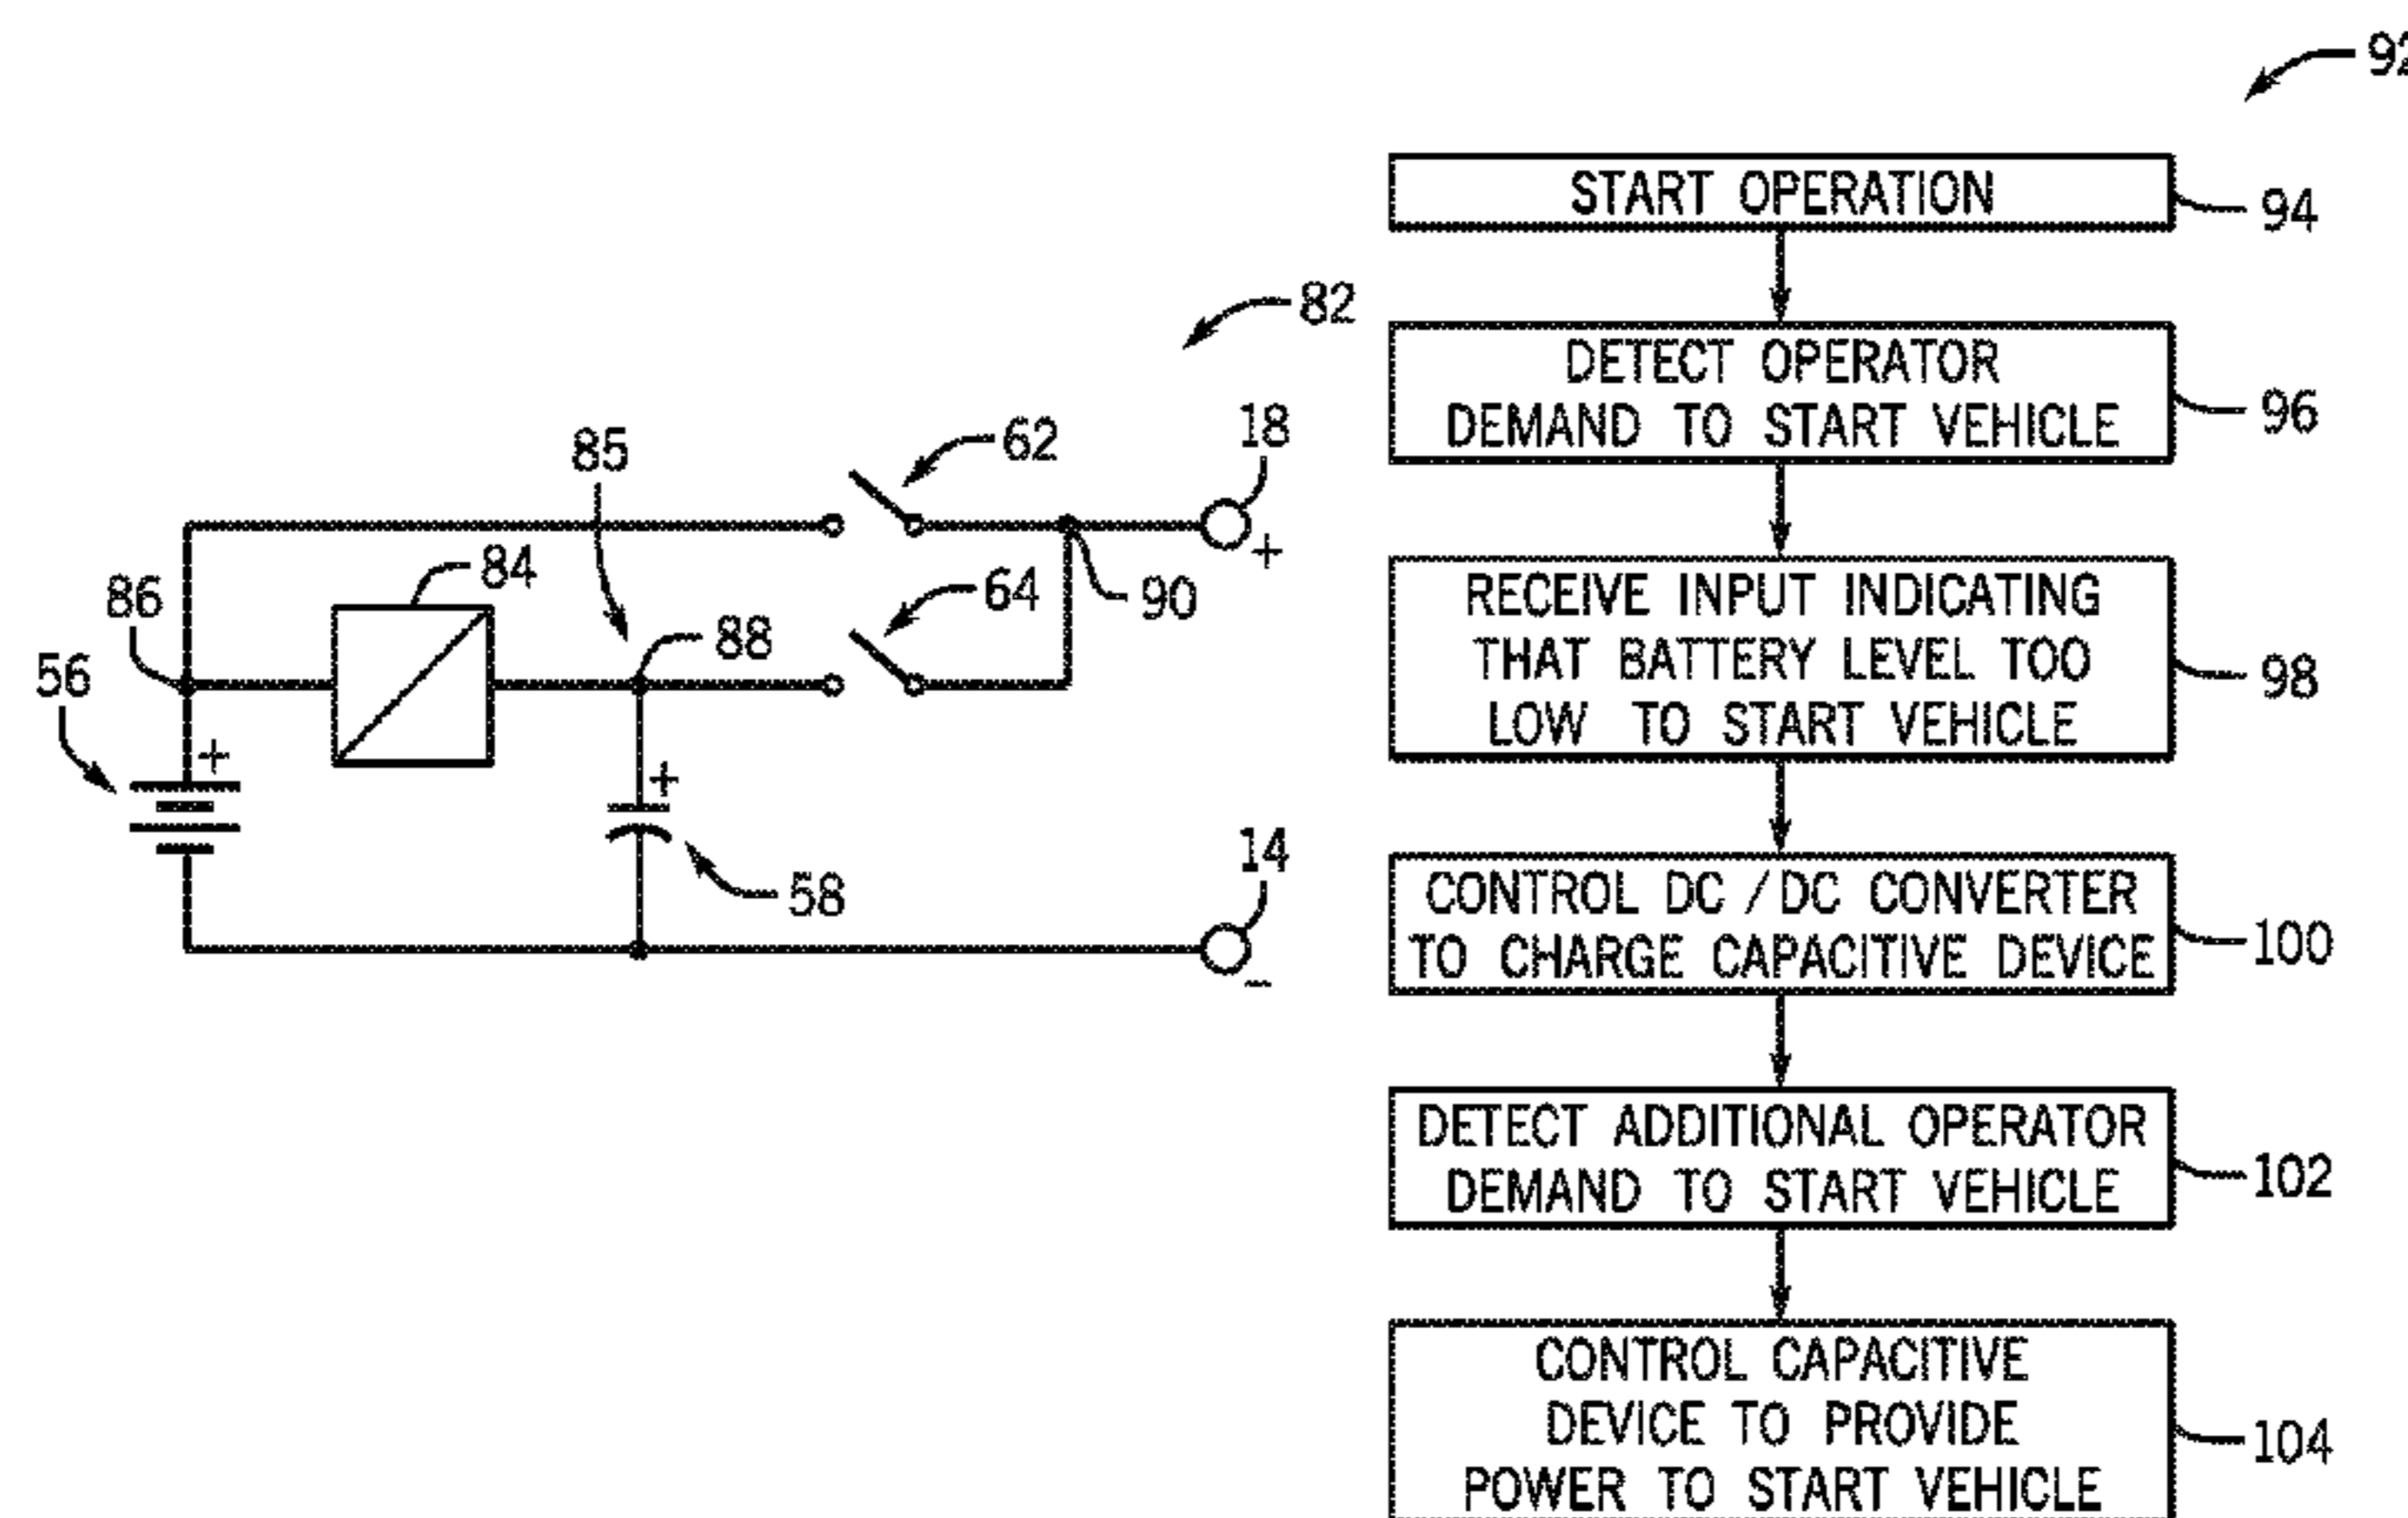 82
18
62
85
84
64
86
90
88
56
+
+
+
58
14
-
92
START OPERATION
94
DETECT OPERATOR
DEMAND TO START VEHICLE
96
RECEIVE INPUT INDICATING
THAT BATTERY LEVEL TOO
LOW TO START VEHICLE
98
CONTROL DC / DC CONVERTER
TO CHARGE CAPACITIVE DEVICE
100
DETECT ADDITIONAL OPERATOR
DEMAND TO START VEHICLE
102
CONTROL CAPACITIVE
DEVICE TO PROVIDE
POWER TO START VEHICLE
104